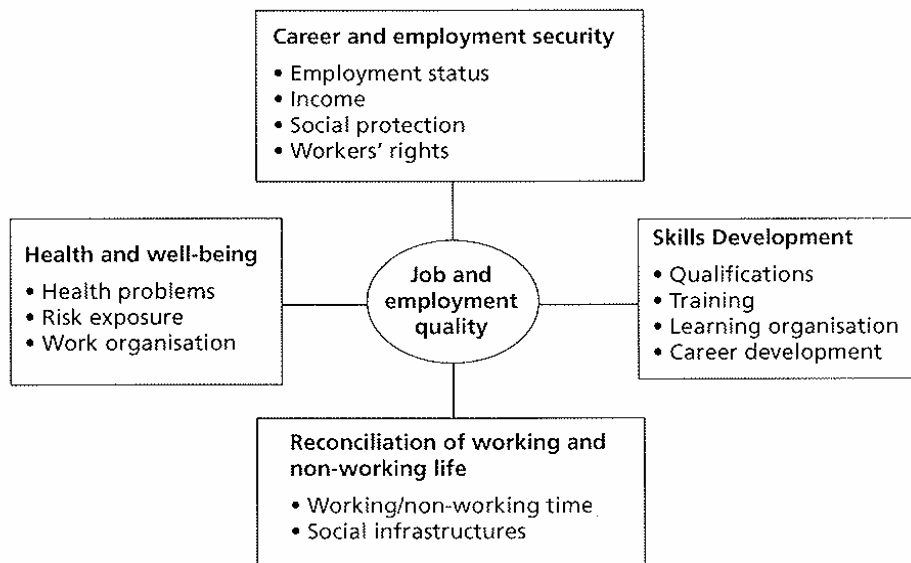 Career and employment security
• Employment status
• Income
• Social protection
• Workers' rights
Health and well-being
• Health problems
• Risk exposure
• Work organisation
Job and
employment
quality
Skills Development
• Qualifications
• Training
• Learning organisation
• Career development
Reconciliation of working and
non-working life
• Working/non-working time
• Social infrastructures